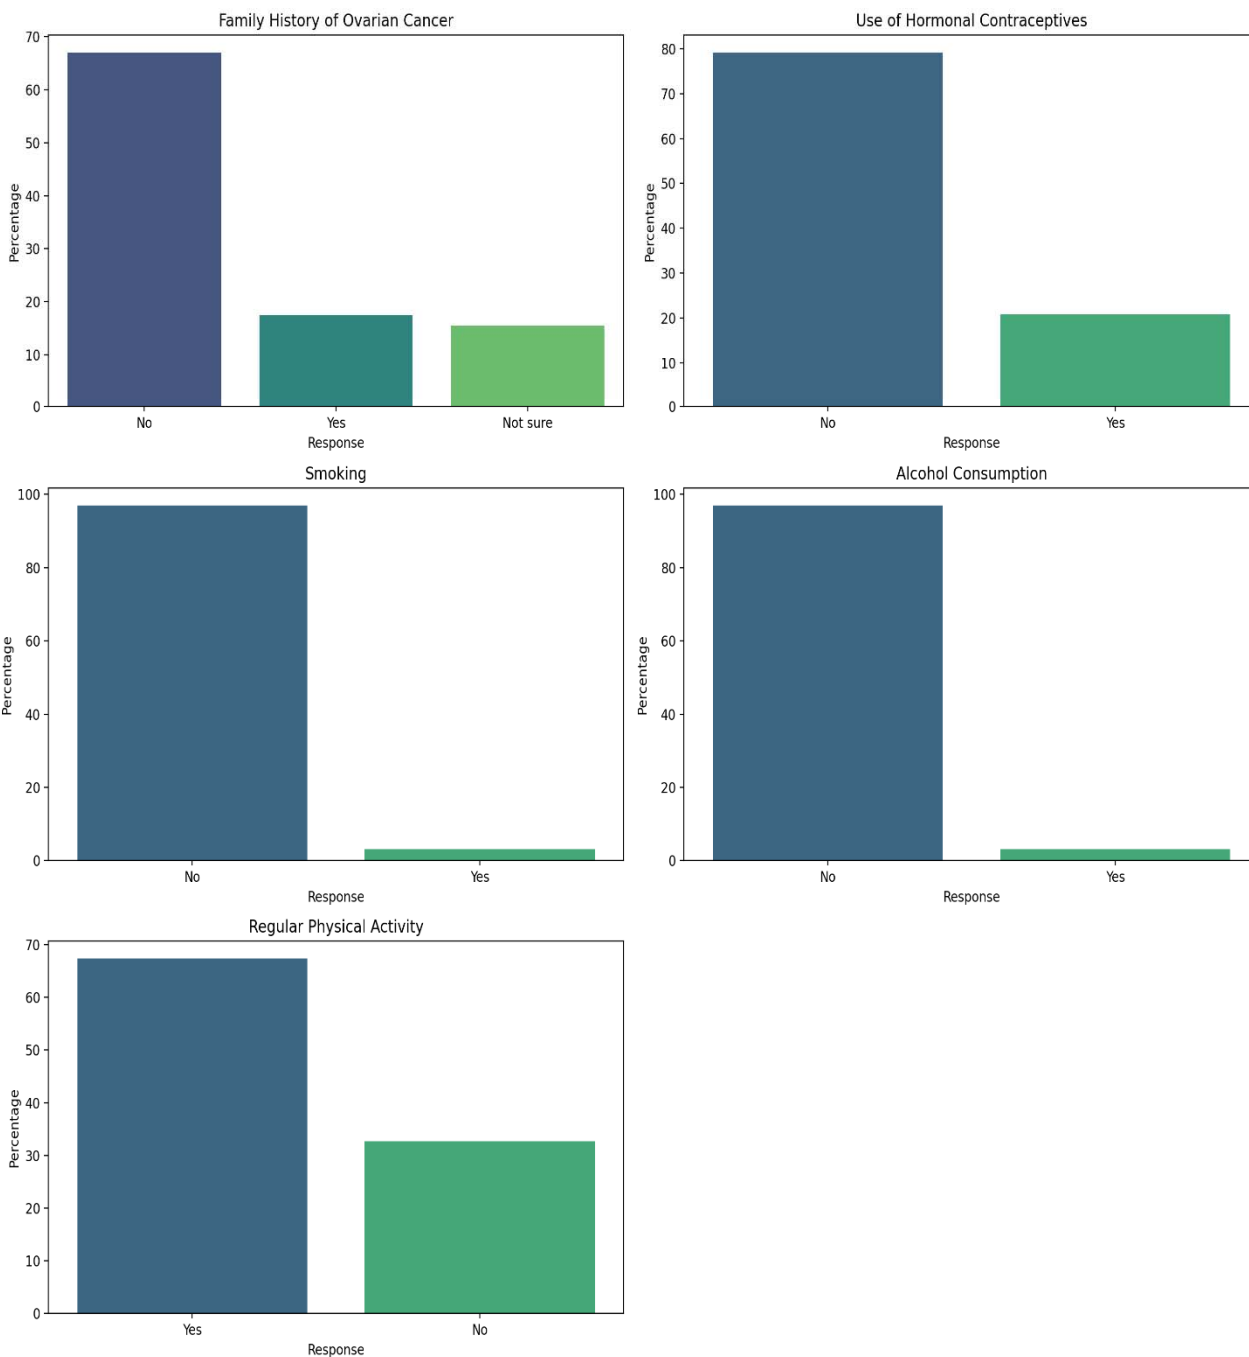 Family History of Ovarian Cancer
70
60
50
40
30
20
10
0
Percentage
No
Yes
Not sure
Response
Use of Hormonal Contraceptives
80
70
60
50
40
30
20
10
0
Percentage
No
Yes
Response
Smoking
100
80
60
40
20
0
Percentage
No
Yes
Response
Alcohol Consumption
100
80
60
40
20
0
Percentage
No
Yes
Response
Regular Physical Activity
70
60
50
40
30
20
10
0
Percentage
Yes
No
Response